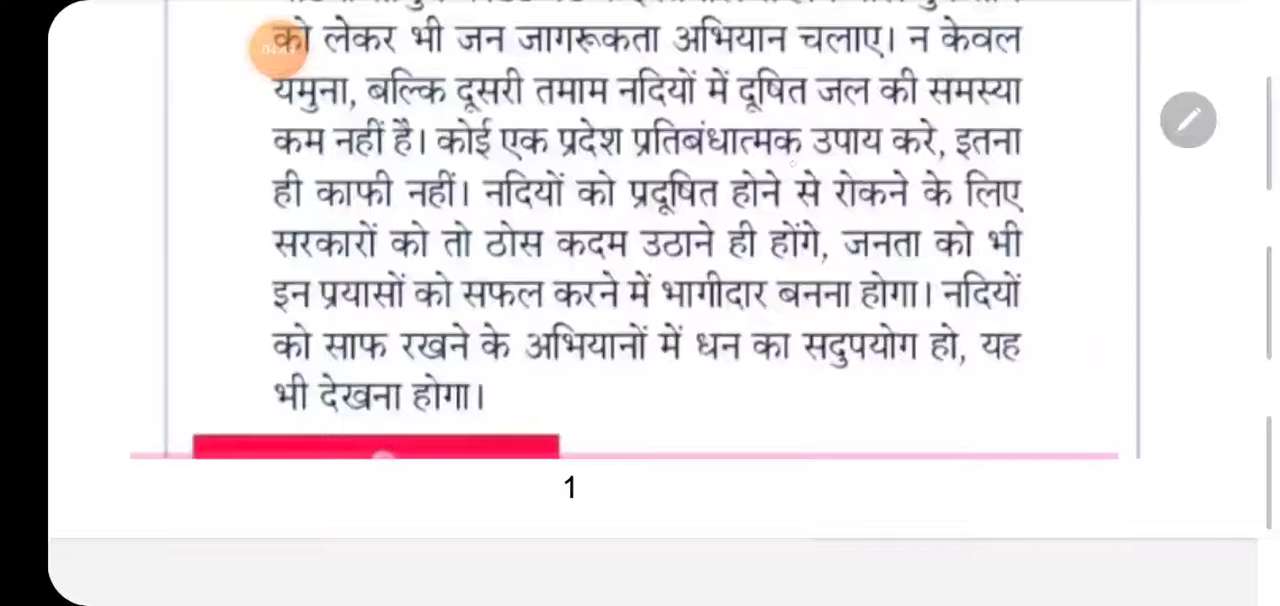 को लेकर भी जन जागरूकता अभियान चलाए। न केवल
यमुना, बल्कि दूसरी तमाम नदियों में दूषित जल की समस्या
कम नहीं है। कोई एक प्रदेश प्रतिबंधात्मक उपाय करे, इतना
ही काफी नहीं। नदियों को प्रदूषित होने से रोकने के लिए
सरकारों को तो ठोस कदम उठाने ही होंगे, जनता को भी
इन प्रयासों को सफल करने में भागीदार बनना होगा। नदियों
को साफ रखने के अभियानों में धन का सदुपयोग हो, यह
भी देखना होगा।
1